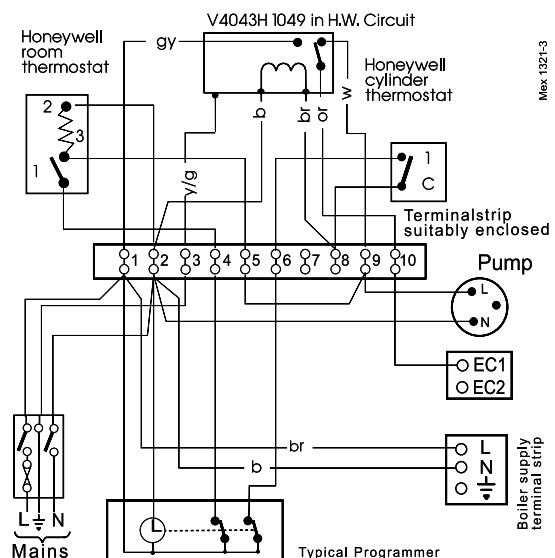 V4043H 1049 in H.W. Circuit
Honeywell
room
thermostat
gy
Honeywell
cylinder
thermostat
Mex 1321-3
b
br
or
w
2
3
1
1
C
y/g
Terminalstrip
suitably enclosed
1 2 3 4 5 6 7 8 9 10
Pump
L
N
EC1
EC2
br
b
L
N
Boiler supply
terminal strip
L N
Mains
L
Typical Programmer